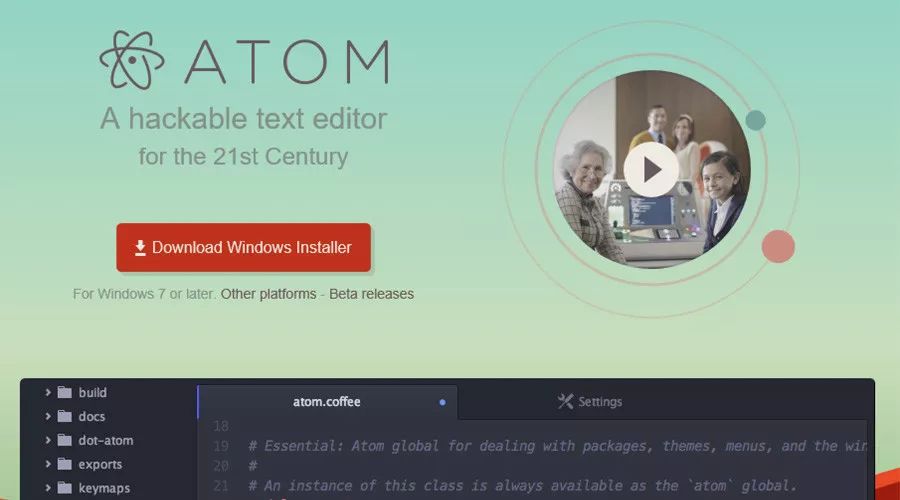 ATOM
A hackable text editor
for the 21st Century
Download Windows Installer
For Windows 7 or later. Other platforms - Beta releases
build
docs
dot-atom
exports
keymaps
atom.coffee
Settings
18
19 # Essential: Atom global for dealing with packages, themes, menus, and the win
20 #
21 # An instance of this class is always available as the `atom` global.